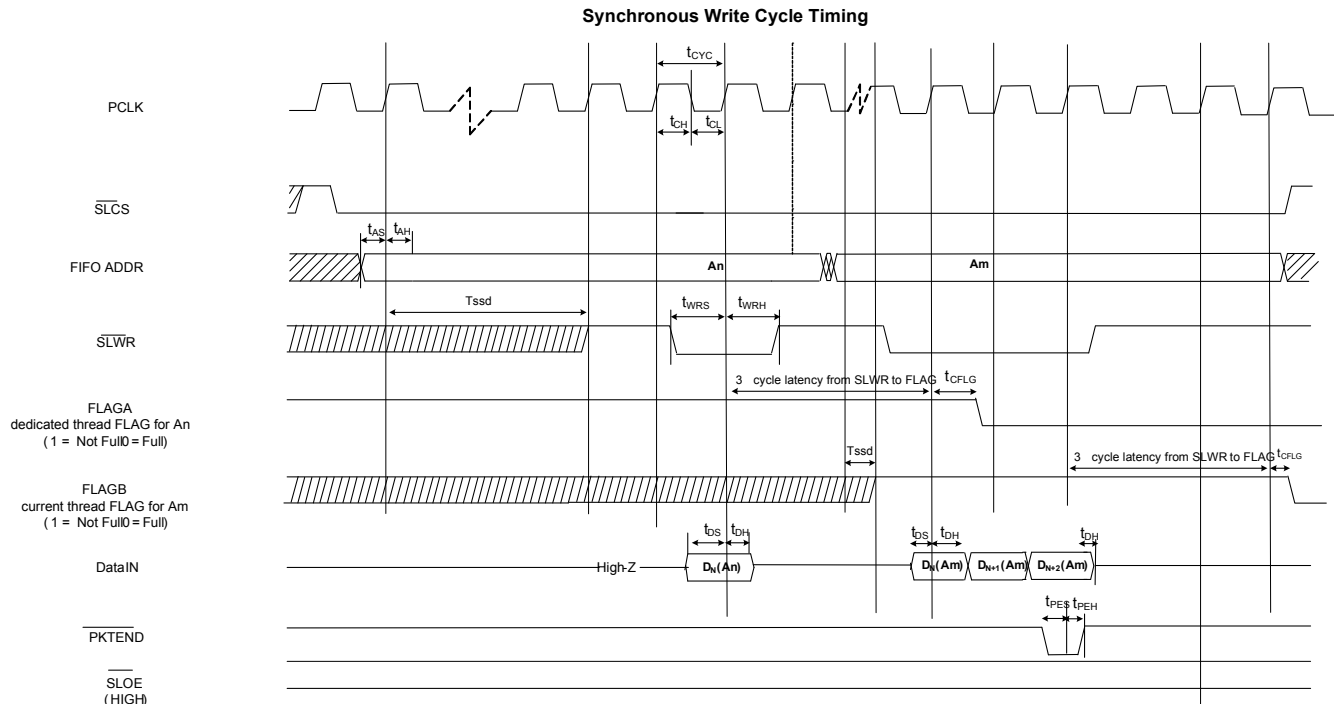 Synchronous Write Cycle Timing
tCYC
PCLK
tCH
tCL
SLCS
tAS
tAH
FIFO ADDR
An
Am
Tssd
tWRS
tWRH
SLWR
3 cycle latency from SLWR to FLAG
tCFLG
FLAGA
dedicated thread FLAG for An
( 1 = Not Full0 = Full)
Tssd
3 cycle latency from SLWR to FLAG
tCFLG
FLAGB
current thread FLAG for Am
( 1 = Not Full0 = Full)
tDS
tDH
tDS
tDH
tDH
DataIN
High-Z
DN(An)
DN(Am)
DN+1(Am)
DN+2(Am)
tPES
tPEH
PKTEND
SLOE
(HIGH)